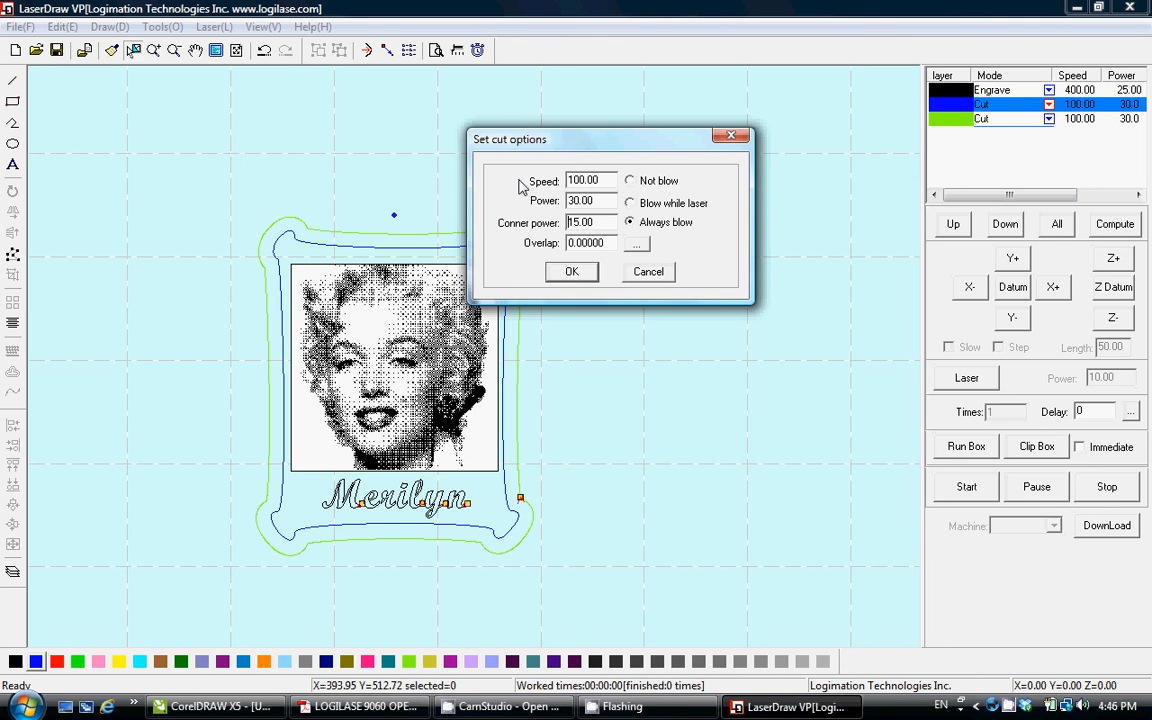 LaserDraw VP[Logimation Technologies Inc. www.logilase.com]
File(F) Edit(E) Draw(D) Tools(O) Laser(L) View(V) Help(H)
layer Mode Speed Power
Engrave 400.00 25.00
Cut 100.00 30.0
Cut 100.00 30.0
Set cut options
Speed: 100.00 Not blow
Power: 30.00 Blow while laser
Conner power: 15.00 Always blow
Overlap: 0.00000 ...
OK Cancel
Up Down All Compute
Y+ Z+
X- Datum X+ Z Datum
Y- Z-
Slow Step Length: 50.00
Laser Power: 10.00
Times: 1 Delay: 0 ...
Run Box Clip Box Immediate
Start Pause Stop
Machine: DownLoad
Merilyn
Ready X=393.95 Y=512.72 selected=0 Worked times:00:00:00[finished:0 times] Logimation Technologies Inc. X=0.00 Y=0.00 Z=0.00
CorelDRAW X5 - [U... LOGILASE 9060 OPE... CamStudio - Open ... Flashing LaserDraw VP[Logi... EN 4:46 PM